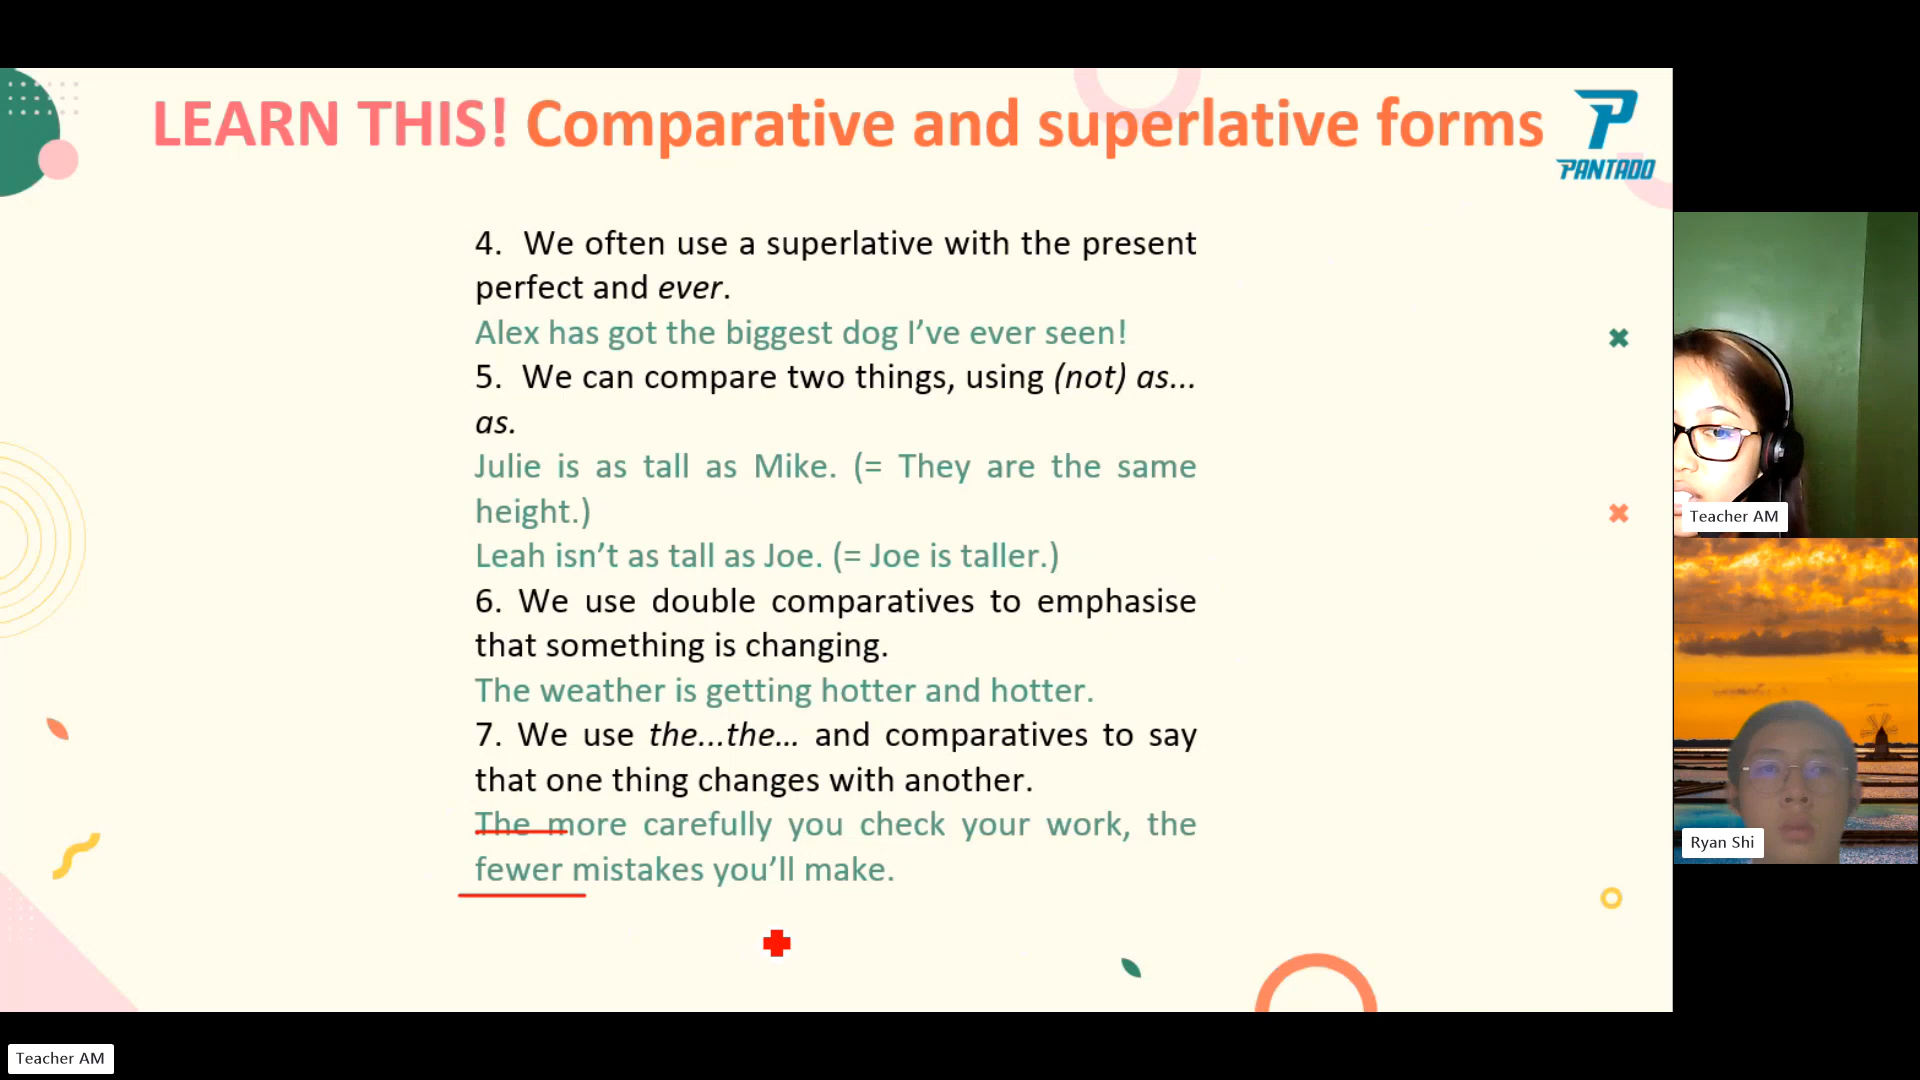 LEARN THIS! Comparative and superlative forms
PANTADO
4. We often use a superlative with the present
perfect and ever.
Alex has got the biggest dog I’ve ever seen!
5. We can compare two things, using (not) as...
as.
Julie is as tall as Mike. (= They are the same
height.)
Leah isn’t as tall as Joe. (= Joe is taller.)
6. We use double comparatives to emphasise
that something is changing.
The weather is getting hotter and hotter.
7. We use the...the... and comparatives to say
that one thing changes with another.
The more carefully you check your work, the
fewer mistakes you’ll make.
Teacher AM
Ryan Shi
Teacher AM